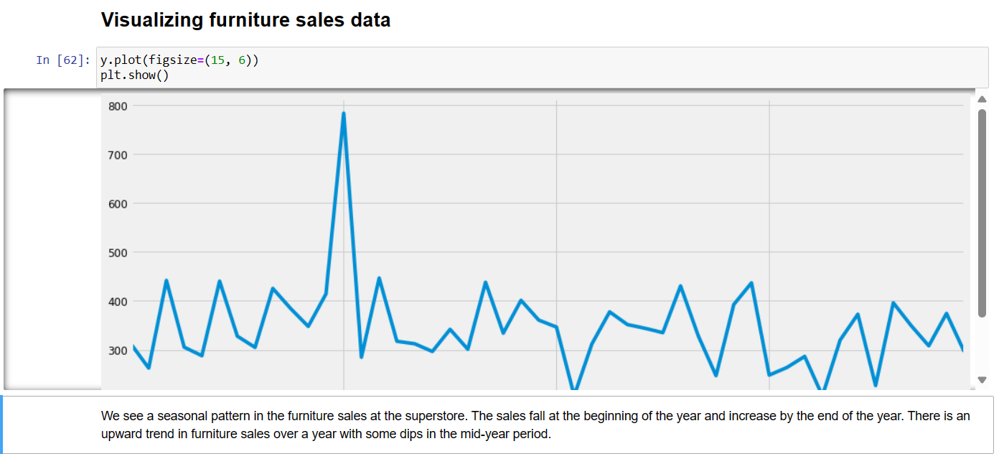 Visualizing furniture sales data
In [62]: y.plot(figsize=(15, 6))
plt.show()
800
700
600
500
400
300
We see a seasonal pattern in the furniture sales at the superstore. The sales fall at the beginning of the year and increase by the end of the year. There is an
upward trend in furniture sales over a year with some dips in the mid-year period.